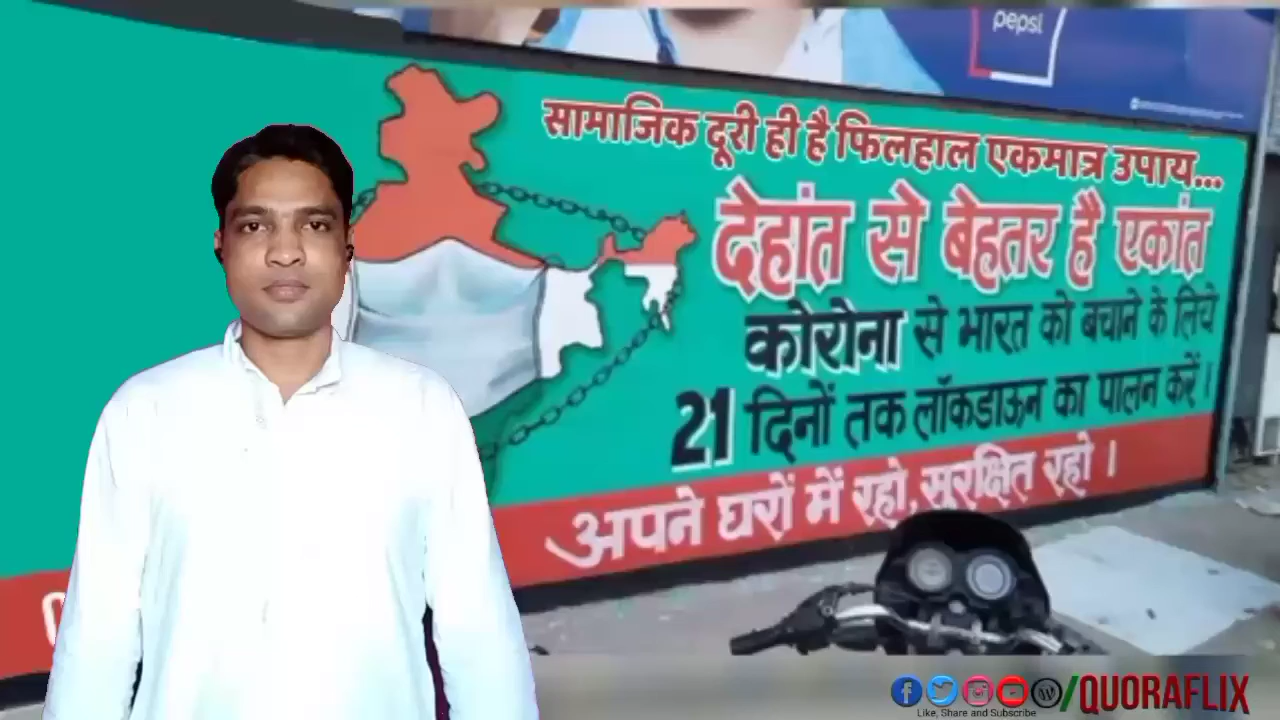 pepsi
सामाजिक दूरी ही है फिलहाल एकमात्र उपाय...
देहांत से बेहतर है एकांत
कोरोना से भारत को बचाने के लिये
21 दिनों तक लॉकडाऊन का पालन करें।
अपने घरों में रहो, सुरक्षित रहो।
/QUORAFLIX
Like, Share and Subscribe